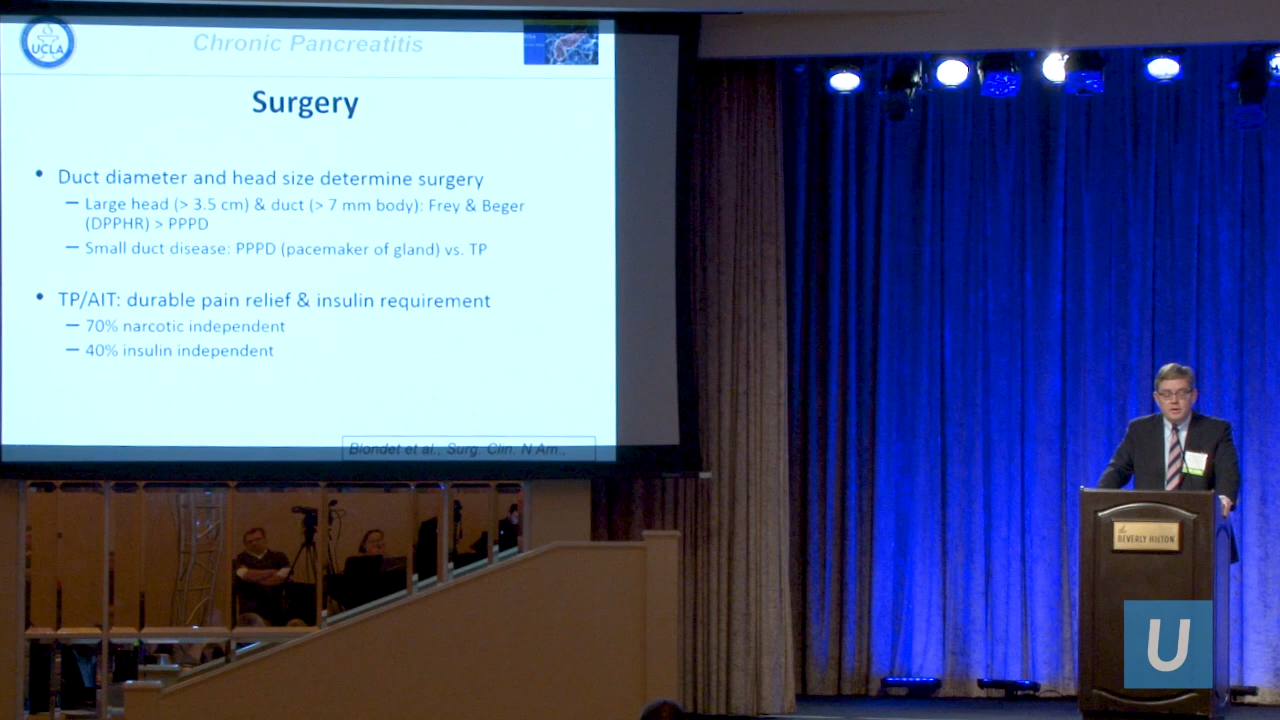 UCLA
Chronic Pancreatitis
Surgery
• Duct diameter and head size determine surgery
– Large head (> 3.5 cm) & duct (> 7 mm body): Frey & Beger
(DPPHR) > PPPD
– Small duct disease: PPPD (pacemaker of gland) vs. TP
• TP/AIT: durable pain relief & insulin requirement
– 70% narcotic independent
– 40% insulin independent
Blondet et al., Surg. Clin. N Am.,
the
BEVERLY HILTON
U